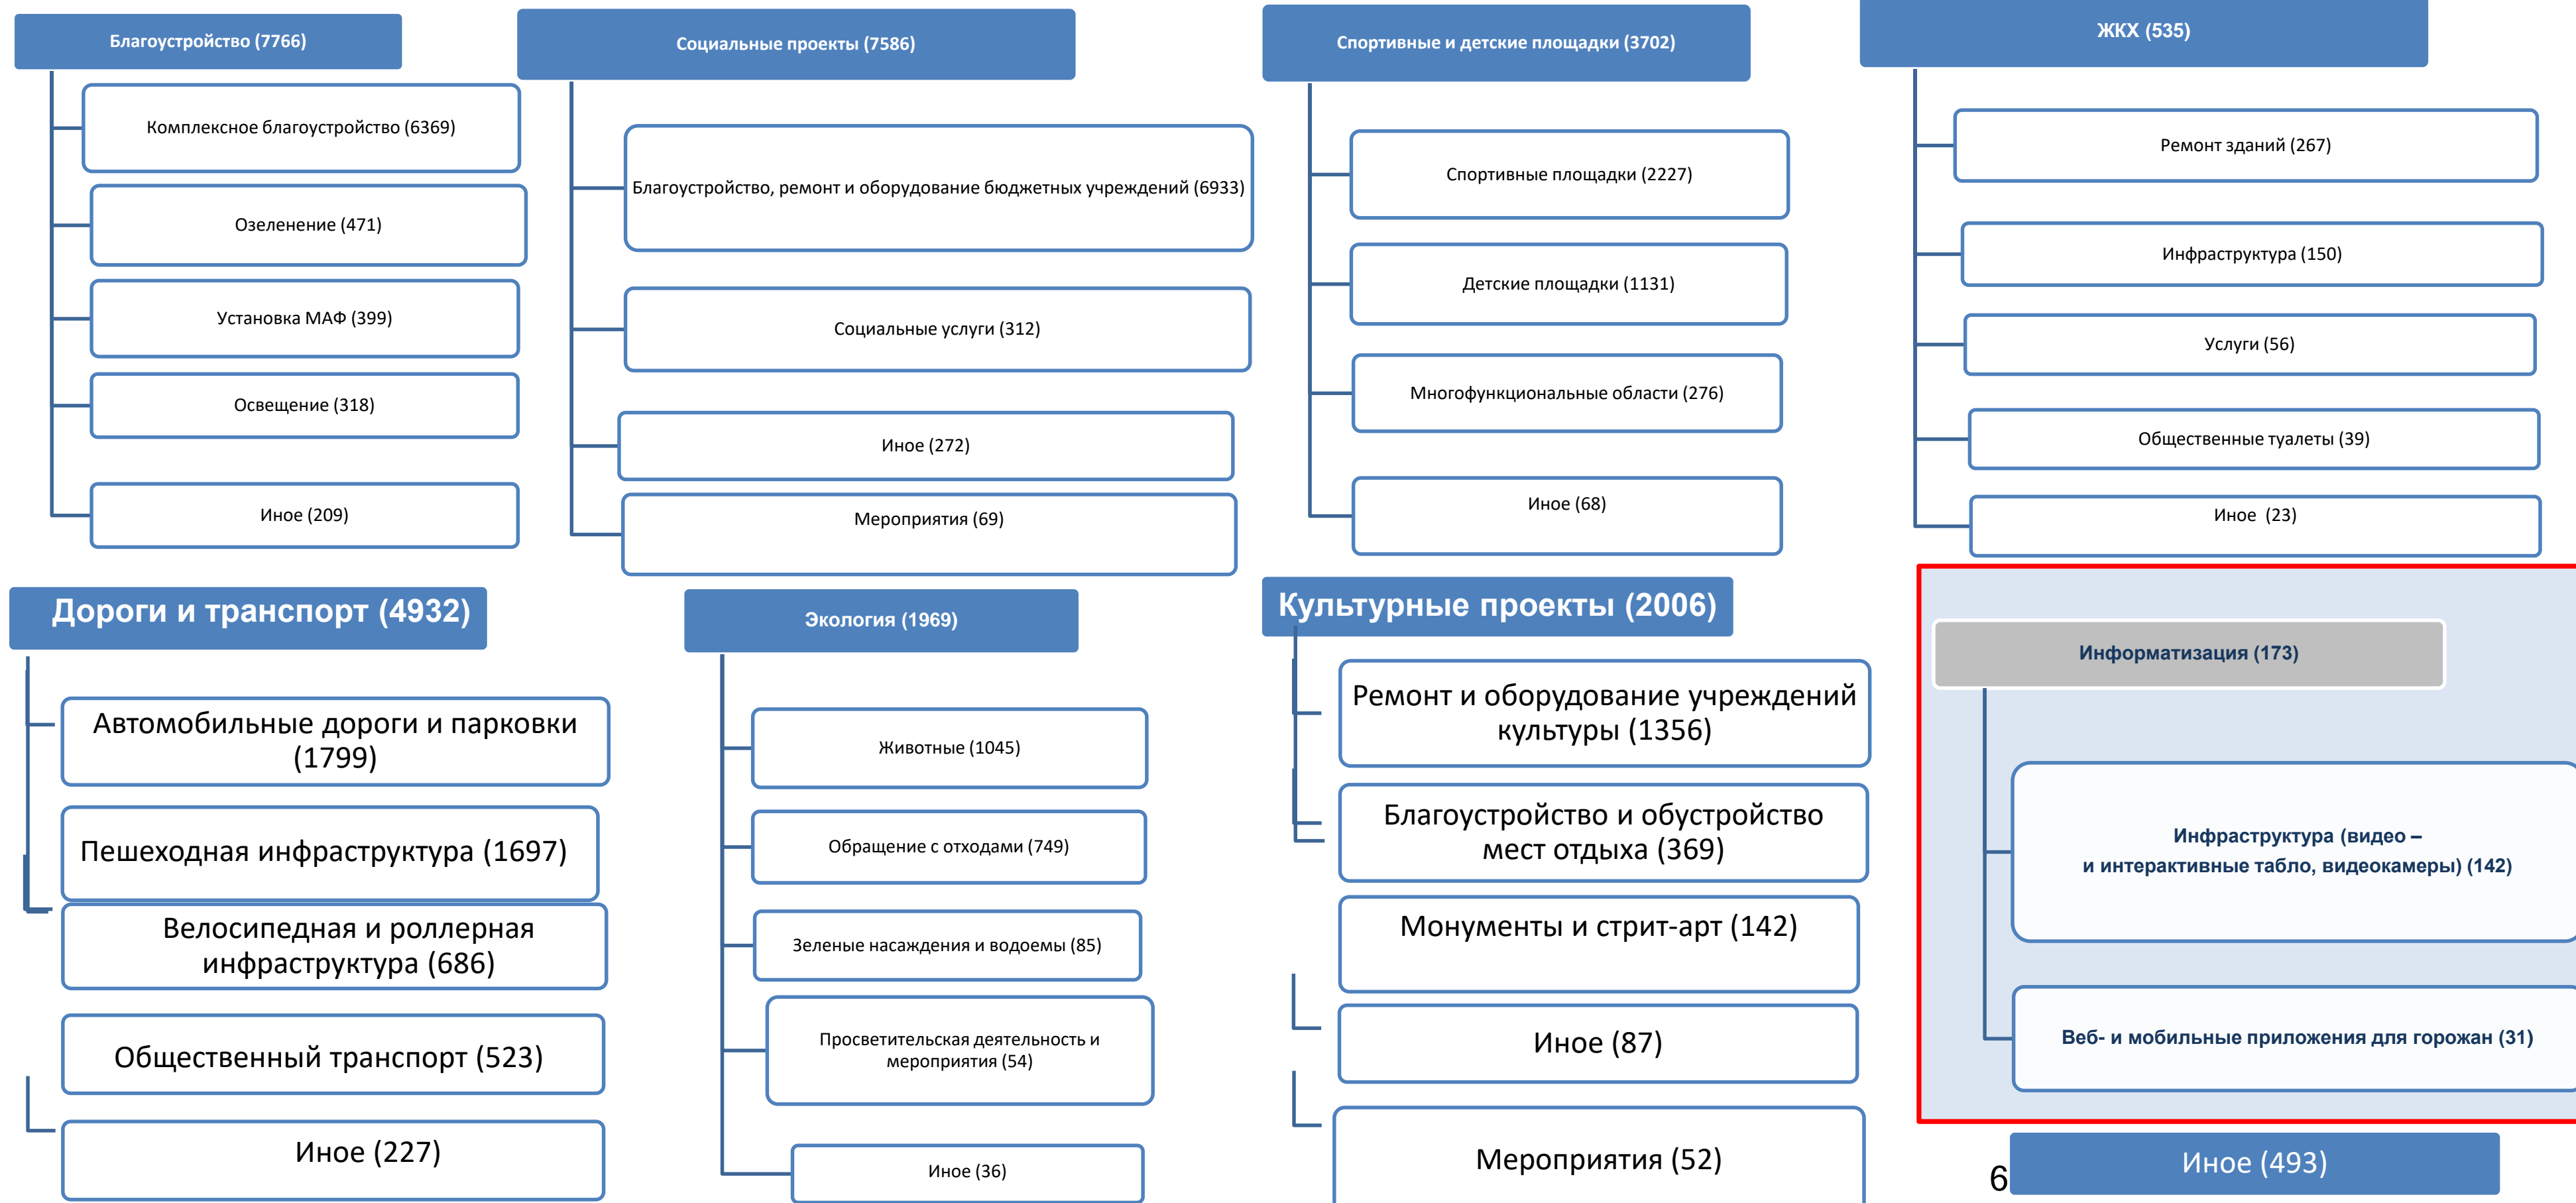 Благоустройство (7766)
Комплексное благоустройство (6369)
Озеленение (471)
Установка МАФ (399)
Освещение (318)
Иное (209)
Социальные проекты (7586)
Благоустройство, ремонт и оборудование бюджетных учреждений (6933)
Социальные услуги (312)
Иное (272)
Мероприятия (69)
Спортивные и детские площадки (3702)
Спортивные площадки (2227)
Детские площадки (1131)
Многофункциональные области (276)
Иное (68)
ЖКХ (535)
Ремонт зданий (267)
Инфраструктура (150)
Услуги (56)
Общественные туалеты (39)
Иное (23)
Дороги и транспорт (4932)
Автомобильные дороги и парковки
(1799)
Пешеходная инфраструктура (1697)
Велосипедная и роллерная
инфраструктура (686)
Общественный транспорт (523)
Иное (227)
Экология (1969)
Животные (1045)
Обращение с отходами (749)
Зеленые насаждения и водоемы (85)
Просветительская деятельность и
мероприятия (54)
Иное (36)
Культурные проекты (2006)
Ремонт и оборудование учреждений
культуры (1356)
Благоустройство и обустройство
мест отдыха (369)
Монументы и стрит-арт (142)
Иное (87)
Мероприятия (52)
Информатизация (173)
Инфраструктура (видео –
и интерактивные табло, видеокамеры) (142)
Веб- и мобильные приложения для горожан (31)
6
Иное (493)